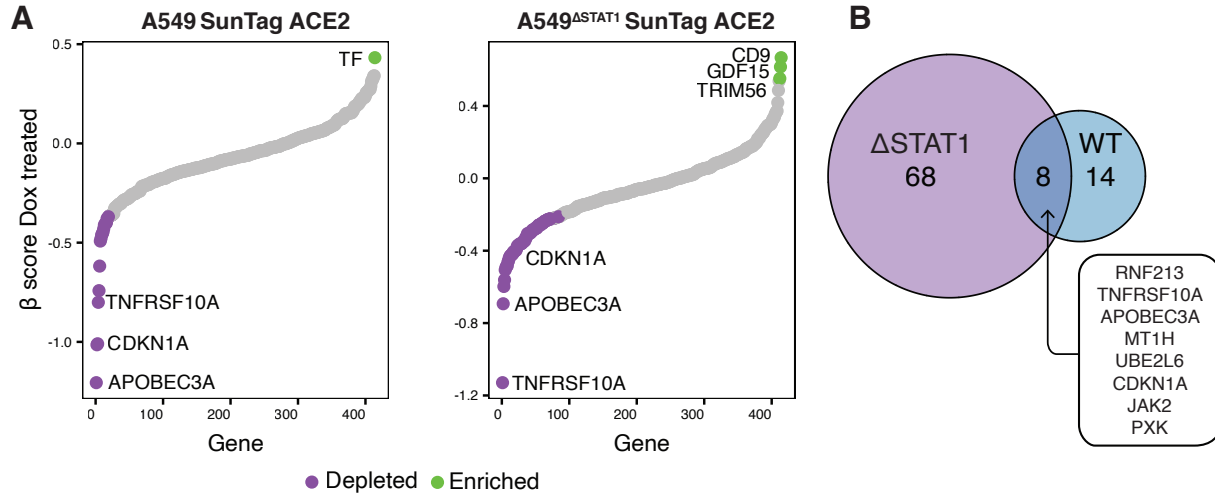 A
A549 SunTag ACE2
β score Dox treated
0.5
0.0
-0.5
-1.0
TF
TNFRSF10A
CDKN1A
APOBEC3A
0
100
200
300
400
Gene
A549ΔSTAT1 SunTag ACE2
0.4
0.0
-0.4
-0.8
-1.2
CD9
GDF15
TRIM56
CDKN1A
APOBEC3A
TNFRSF10A
0
100
200
300
400
Gene
Depleted
Enriched
B
ΔSTAT1
68
8
WT
14
RNF213
TNFRSF10A
APOBEC3A
MT1H
UBE2L6
CDKN1A
JAK2
PXK